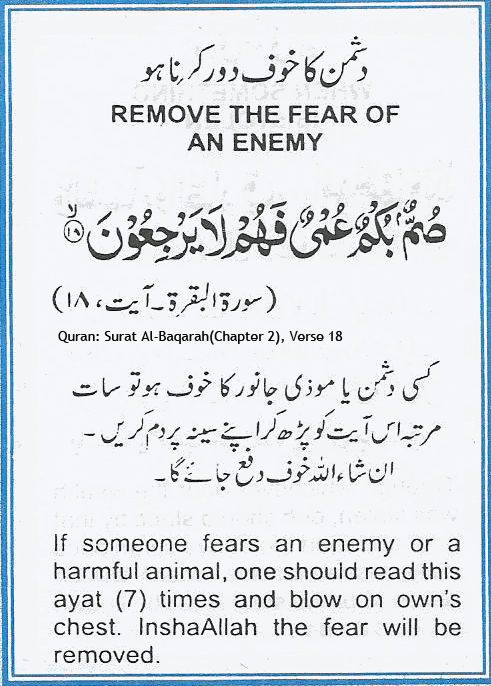 دشمن کا خوف دور کرنا ہو
REMOVE THE FEAR OF
AN ENEMY
صُمٌّۢ بُكْمٌ عُمْىٌ فَهُمْ لَا يَرْجِعُوْنَ ۙ‏﴿۱۸﴾
(سورۃ البقرۃ۔آیت، ۱۸)
Quran: Surat Al-Baqarah(Chapter 2), Verse 18
کسی دشمن یا موذی جانور کا خوف ہو تو سات
مرتبہ اس آیت کو پڑھ کر اپنے سینہ پر دم کریں ۔
ان شاء اللہ خوف دفع جائے گا ۔
If someone fears an enemy or a
harmful animal, one should read this
ayat (7) times and blow on own's
chest. InshaAllah the fear will be
removed.